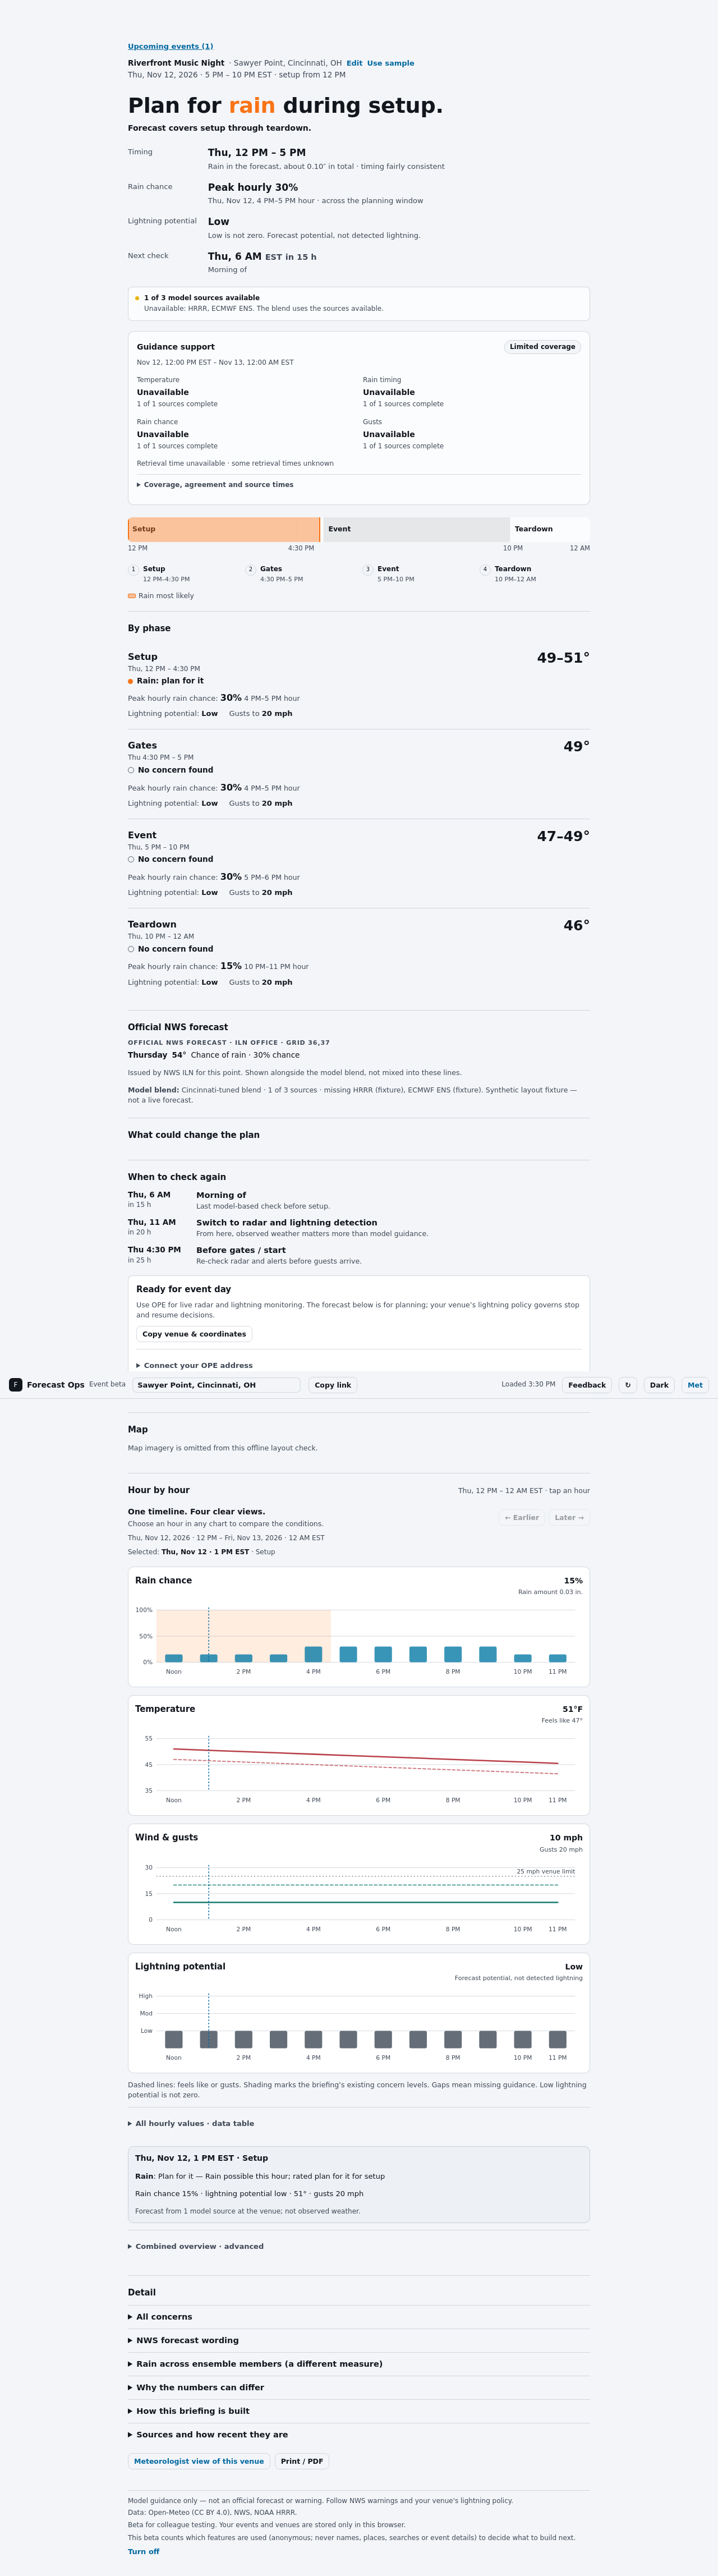 Upcoming events (1)
Riverfront Music Night · Sawyer Point, Cincinnati, OH Edit Use sample
Thu, Nov 12, 2026 · 5 PM – 10 PM EST · setup from 12 PM
Plan for rain during setup.
Forecast covers setup through teardown.
Timing
Thu, 12 PM – 5 PM
Rain in the forecast, about 0.10″ in total · timing fairly consistent
Rain chance
Peak hourly 30%
Thu, Nov 12, 4 PM–5 PM hour · across the planning window
Lightning potential
Low
Low is not zero. Forecast potential, not detected lightning.
Next check
Thu, 6 AM EST in 15 h
Morning of
1 of 3 model sources available
Unavailable: HRRR, ECMWF ENS. The blend uses the sources available.
Guidance support
Limited coverage
Nov 12, 12:00 PM EST – Nov 13, 12:00 AM EST
Temperature
Unavailable
1 of 1 sources complete
Rain timing
Unavailable
1 of 1 sources complete
Rain chance
Unavailable
1 of 1 sources complete
Gusts
Unavailable
1 of 1 sources complete
Retrieval time unavailable · some retrieval times unknown
▶ Coverage, agreement and source times
Setup
Event
Teardown
12 PM 4:30 PM 10 PM 12 AM
1 Setup
12 PM–4:30 PM
2 Gates
4:30 PM–5 PM
3 Event
5 PM–10 PM
4 Teardown
10 PM–12 AM
Rain most likely
By phase
Setup
49–51°
Thu, 12 PM – 4:30 PM
Rain: plan for it
Peak hourly rain chance: 30% 4 PM–5 PM hour
Lightning potential: Low Gusts to 20 mph
Gates
49°
Thu 4:30 PM – 5 PM
No concern found
Peak hourly rain chance: 30% 4 PM–5 PM hour
Lightning potential: Low Gusts to 20 mph
Event
47–49°
Thu, 5 PM – 10 PM
No concern found
Peak hourly rain chance: 30% 5 PM–6 PM hour
Lightning potential: Low Gusts to 20 mph
Teardown
46°
Thu, 10 PM – 12 AM
No concern found
Peak hourly rain chance: 15% 10 PM–11 PM hour
Lightning potential: Low Gusts to 20 mph
Official NWS forecast
OFFICIAL NWS FORECAST · ILN OFFICE · GRID 36,37
Thursday 54° Chance of rain · 30% chance
Issued by NWS ILN for this point. Shown alongside the model blend, not mixed into these lines.
Model blend: Cincinnati-tuned blend · 1 of 3 sources · missing HRRR (fixture), ECMWF ENS (fixture). Synthetic layout fixture —
not a live forecast.
What could change the plan
When to check again
Thu, 6 AM
in 15 h
Morning of
Last model-based check before setup.
Thu, 11 AM
in 20 h
Switch to radar and lightning detection
From here, observed weather matters more than model guidance.
Thu 4:30 PM
in 25 h
Before gates / start
Re-check radar and alerts before guests arrive.
Ready for event day
Use OPE for live radar and lightning monitoring. The forecast below is for planning; your venue’s lightning policy governs stop
and resume decisions.
Copy venue & coordinates
▶ Connect your OPE address
F Forecast Ops Event beta Sawyer Point, Cincinnati, OH Copy link Loaded 3:30 PM Feedback ↻ Dark Met
Map
Map imagery is omitted from this offline layout check.
Hour by hour
Thu, 12 PM – 12 AM EST · tap an hour
One timeline. Four clear views.
← Earlier Later →
Choose an hour in any chart to compare the conditions.
Thu, Nov 12, 2026 · 12 PM – Fri, Nov 13, 2026 · 12 AM EST
Selected: Thu, Nov 12 · 1 PM EST · Setup
Rain chance
15%
Rain amount 0.03 in.
100%
50%
0%
Noon 2 PM 4 PM 6 PM 8 PM 10 PM 11 PM
Temperature
51°F
Feels like 47°
55
45
35
Noon 2 PM 4 PM 6 PM 8 PM 10 PM 11 PM
Wind & gusts
10 mph
Gusts 20 mph
30
25 mph venue limit
15
0
Noon 2 PM 4 PM 6 PM 8 PM 10 PM 11 PM
Lightning potential
Low
Forecast potential, not detected lightning
High
Mod
Low
Noon 2 PM 4 PM 6 PM 8 PM 10 PM 11 PM
Dashed lines: feels like or gusts. Shading marks the briefing’s existing concern levels. Gaps mean missing guidance. Low lightning
potential is not zero.
▶ All hourly values · data table
Thu, Nov 12, 1 PM EST · Setup
Rain: Plan for it — Rain possible this hour; rated plan for it for setup
Rain chance 15% · lightning potential low · 51° · gusts 20 mph
Forecast from 1 model source at the venue; not observed weather.
▶ Combined overview · advanced
Detail
▶ All concerns
▶ NWS forecast wording
▶ Rain across ensemble members (a different measure)
▶ Why the numbers can differ
▶ How this briefing is built
▶ Sources and how recent they are
Meteorologist view of this venue Print / PDF
Model guidance only — not an official forecast or warning. Follow NWS warnings and your venue’s lightning policy.
Data: Open-Meteo (CC BY 4.0), NWS, NOAA HRRR.
Beta for colleague testing. Your events and venues are stored only in this browser.
This beta counts which features are used (anonymous; never names, places, searches or event details) to decide what to build next.
Turn off